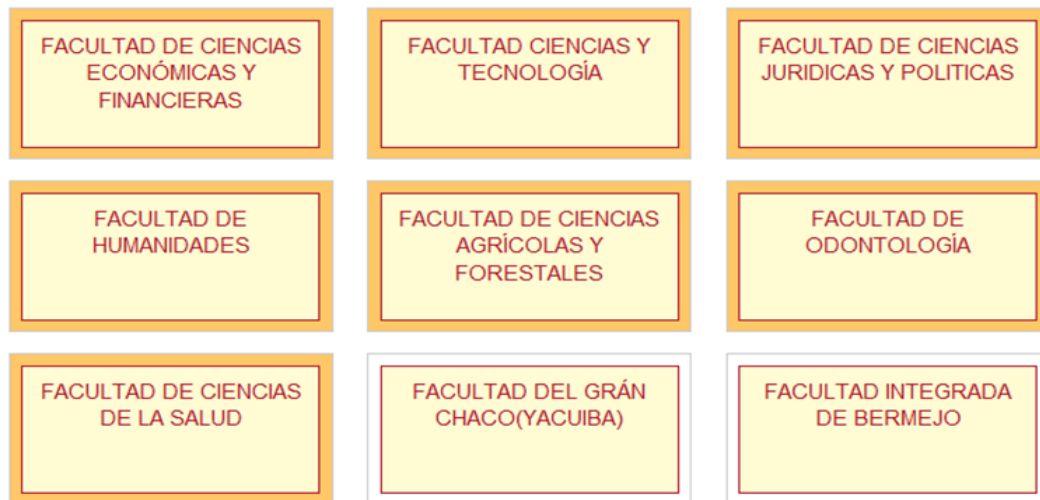 FACULTAD DE CIENCIAS
ECONÓMICAS Y
FINANCIERAS
FACULTAD CIENCIAS Y
TECNOLOGÍA
FACULTAD DE CIENCIAS
JURIDICAS Y POLITICAS
FACULTAD DE
HUMANIDADES
FACULTAD DE CIENCIAS
AGRÍCOLAS Y
FORESTALES
FACULTAD DE
ODONTOLOGÍA
FACULTAD DE CIENCIAS
DE LA SALUD
FACULTAD DEL GRÁN
CHACO(YACUIBA)
FACULTAD INTEGRADA
DE BERMEJO